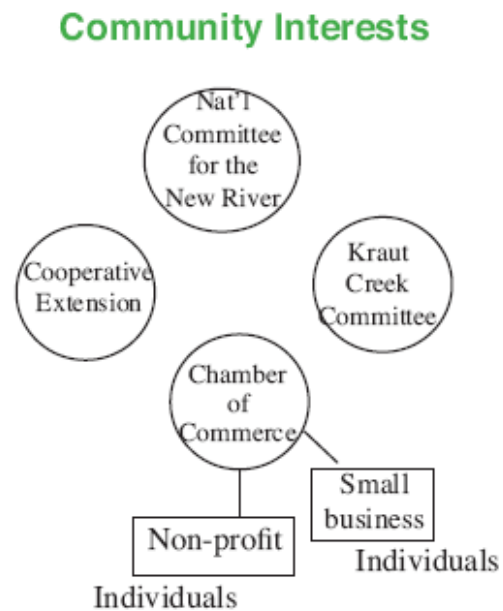 Community Interests
Nat'l
Committee
for the
New River
Cooperative
Extension
Kraut
Creek
Committee
Chamber
of
Commerce
Small
business
Non-profit
Individuals
Individuals